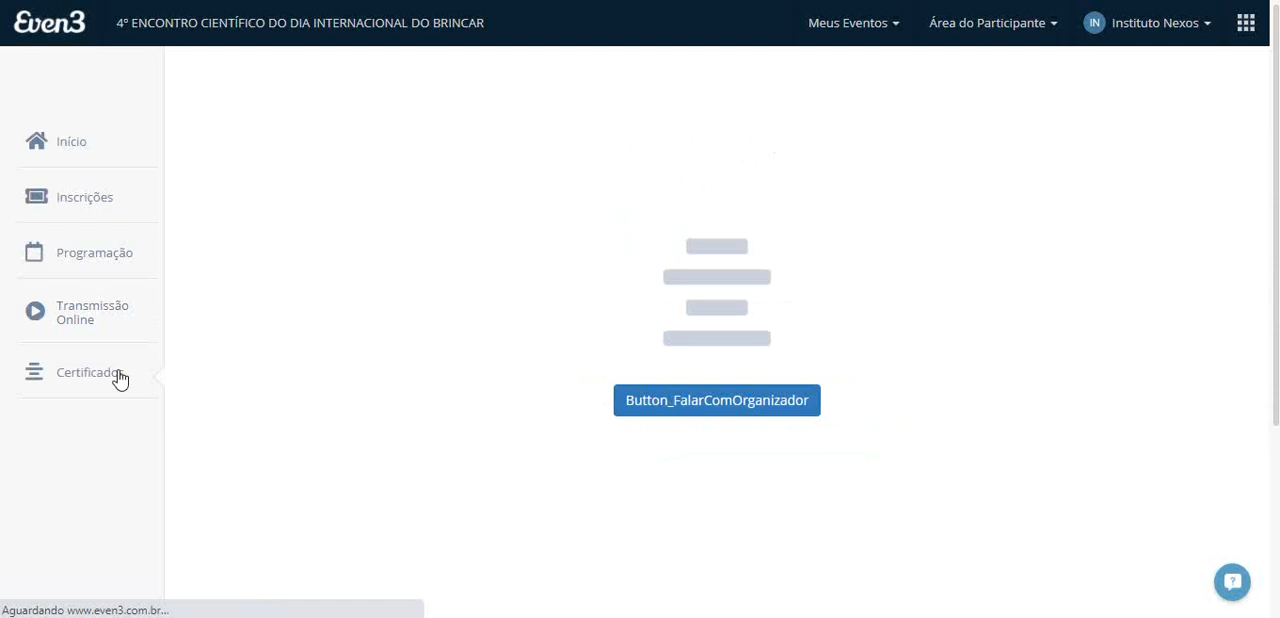 Even3
4º ENCONTRO CIENTÍFICO DO DIA INTERNACIONAL DO BRINCAR
Meus Eventos
Área do Participante
IN
Instituto Nexos
Início
Inscrições
Programação
Transmissão
Online
Certificados
Button_FalarComOrganizador
?
Aguardando www.even3.com.br...